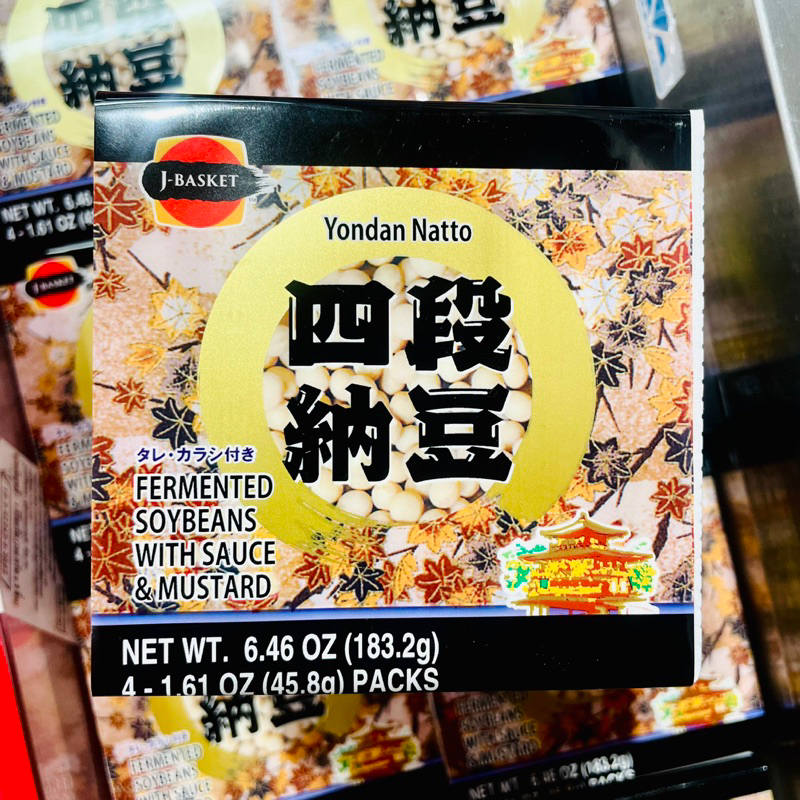 J-BASKET
Yondan Natto
四段
納豆
タレ・カラシ付き
FERMENTED
SOYBEANS
WITH SAUCE
& MUSTARD
NET WT. 6.46 OZ (183.2g)
4 - 1.61 OZ (45.8g) PACKS